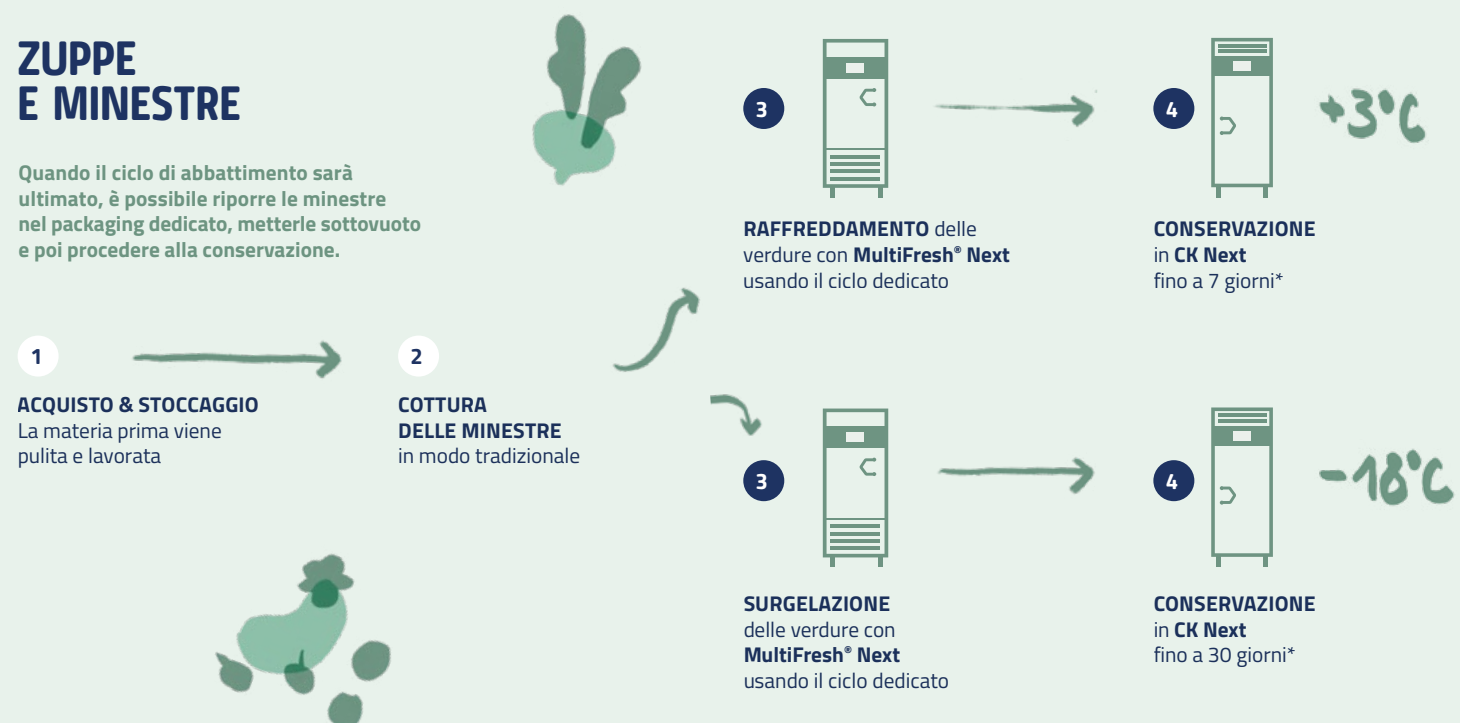 ZUPPE
E MINESTRE
Quando il ciclo di abbattimento sarà
ultimato, è possibile riporre le minestre
nel packaging dedicato, metterle sottovuoto
e poi procedere alla conservazione.
1
ACQUISTO & STOCCAGGIO
La materia prima viene
pulita e lavorata
2
COTTURA
DELLE MINESTRE
in modo tradizionale
3
RAFFREDDAMENTO delle
verdure con MultiFresh® Next
usando il ciclo dedicato
4
+3°C
CONSERVAZIONE
in CK Next
fino a 7 giorni*
3
SURGELAZIONE
delle verdure con
MultiFresh® Next
usando il ciclo dedicato
4
-18°C
CONSERVAZIONE
in CK Next
fino a 30 giorni*